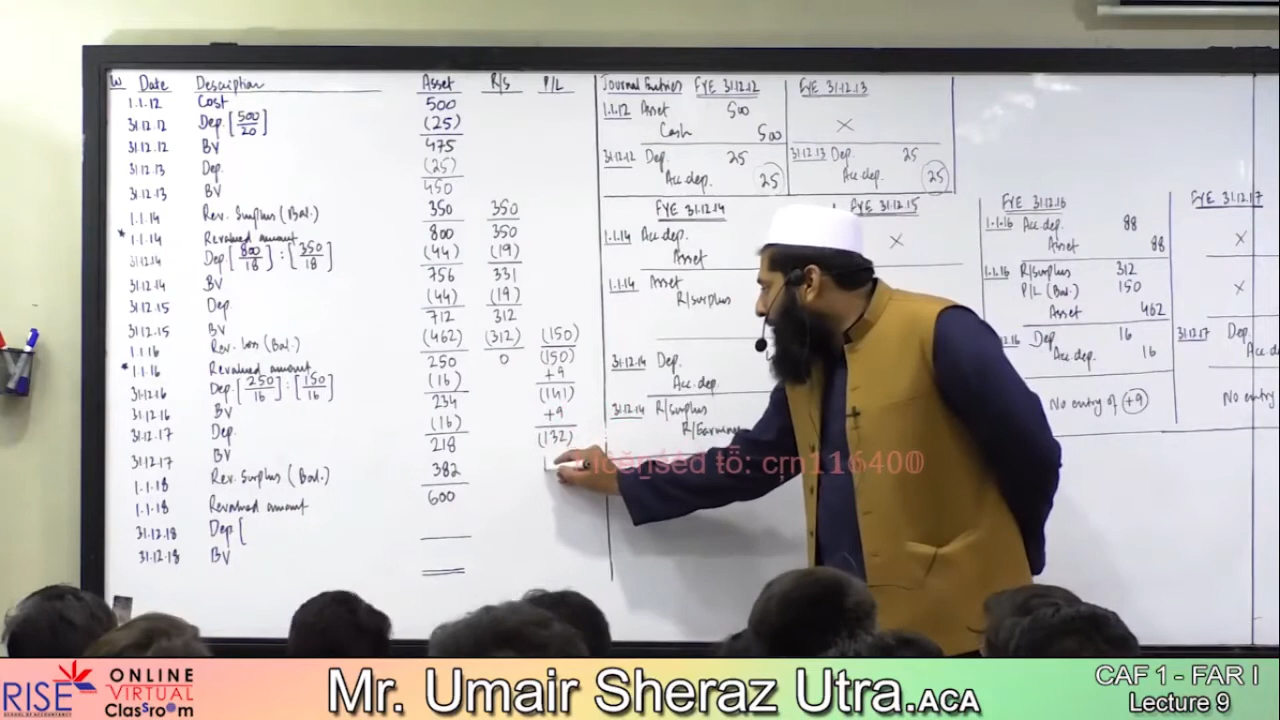 W Date Description Asset R/S P/L
1.1.12 Cost 500
31.12.12 Dep. [500/20] (25)
31.12.12 BV 475
31.12.13 Dep (25)
31.12.13 BV 450
1.1.14 Rev. Surplus (Bal.) 350 350
* 1.1.14 Revalued amount 800 350
31.12.14 Dep [800/18] : [350/18] (44) (19)
31.12.14 BV 756 331
31.12.15 Dep (44) (19)
31.12.15 BV 712 312
1.1.16 Rev. loss (Bal.) (462) (312) (150)
* 1.1.16 Revalued amount 250 0 (150)
31.12.16 Dep. [250/16] : [150/16] (16) +9
31.12.16 BV 234 (141)
31.12.17 Dep. (16) +9
31.12.17 BV 218 (132)
1.1.18 Rev. Surplus (Bal.) 382
1.1.18 Revalued amount 600
31.12.18 Dep [
31.12.18 BV
Journal Entries FYE 31.12.12
1.1.12 Asset 500
Cash 500
31.12.12 Dep. 25
Acc.dep. 25
FYE 31.12.13
X
31.12.13 Dep. 25
Acc.dep. 25
FYE 31.12.14
1.1.14 Acc.dep.
Asset
1.1.14 Asset
R/Surplus
31.12.14 Dep.
Acc.dep.
31.12.14 R/Surplus
FYE 31.12.15
X
FYE 31.12.16
1.1.16 Acc.dep. 88
Asset 88
1.1.16 R/Surplus 312
P/L (Bal.) 150
Asset 462
Dep 16
Acc.dep. 16
No entry of +9
FYE 31.12.17
X
X
31.12.17 Dep.
No entry
licensed to: crn116400
RISE
SCHOOL OF ACCOUNTANCY
ONLINE
VIRTUAL
ClassrOOm
Mr. Umair Sheraz Utra.ACA
CAF 1 - FAR I
Lecture 9